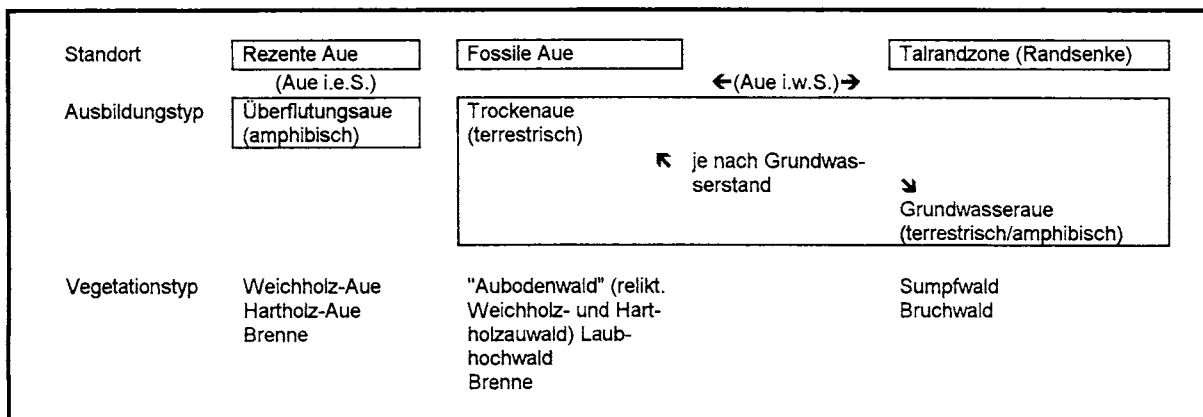 Standort Rezente Aue Fossile Aue Talrandzone (Randsenke)
(Aue i.e.S.) ←(Aue i.w.S.)→
Ausbildungstyp Überflutungsaue Trockenaue
(amphibisch) (terrestrisch)
↖ je nach Grundwas-
serstand ↘
Grundwasseraue
(terrestrisch/amphibisch)
Vegetationstyp Weichholz-Aue "Aubodenwald" (relikt. Sumpfwald
Hartholz-Aue Weichholz- und Hart- Bruchwald
Brenne holzauwald) Laub-
hochwald
Brenne